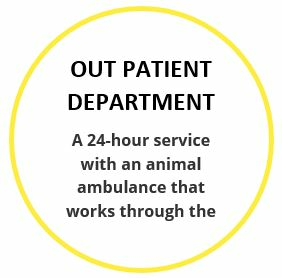 OUT PATIENT
DEPARTMENT
A 24-hour service
with an animal
ambulance that
works through the